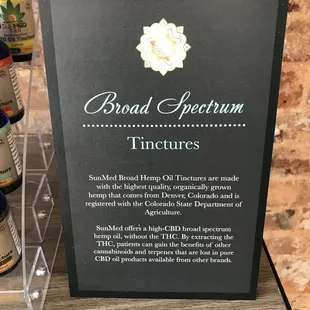 Broad Spectrum
Tinctures
SunMed Broad Hemp Oil Tinctures are made
with the highest quality, organically grown
hemp that comes from Denver, Colorado and is
registered with the Colorado State Department of
Agriculture.
SunMed offers a high-CBD broad spectrum
hemp oil, without the THC. By extracting the
THC, patients can gain the benefits of other
cannabinoids and terpenes that are lost in pure
CBD oil products available from other brands.